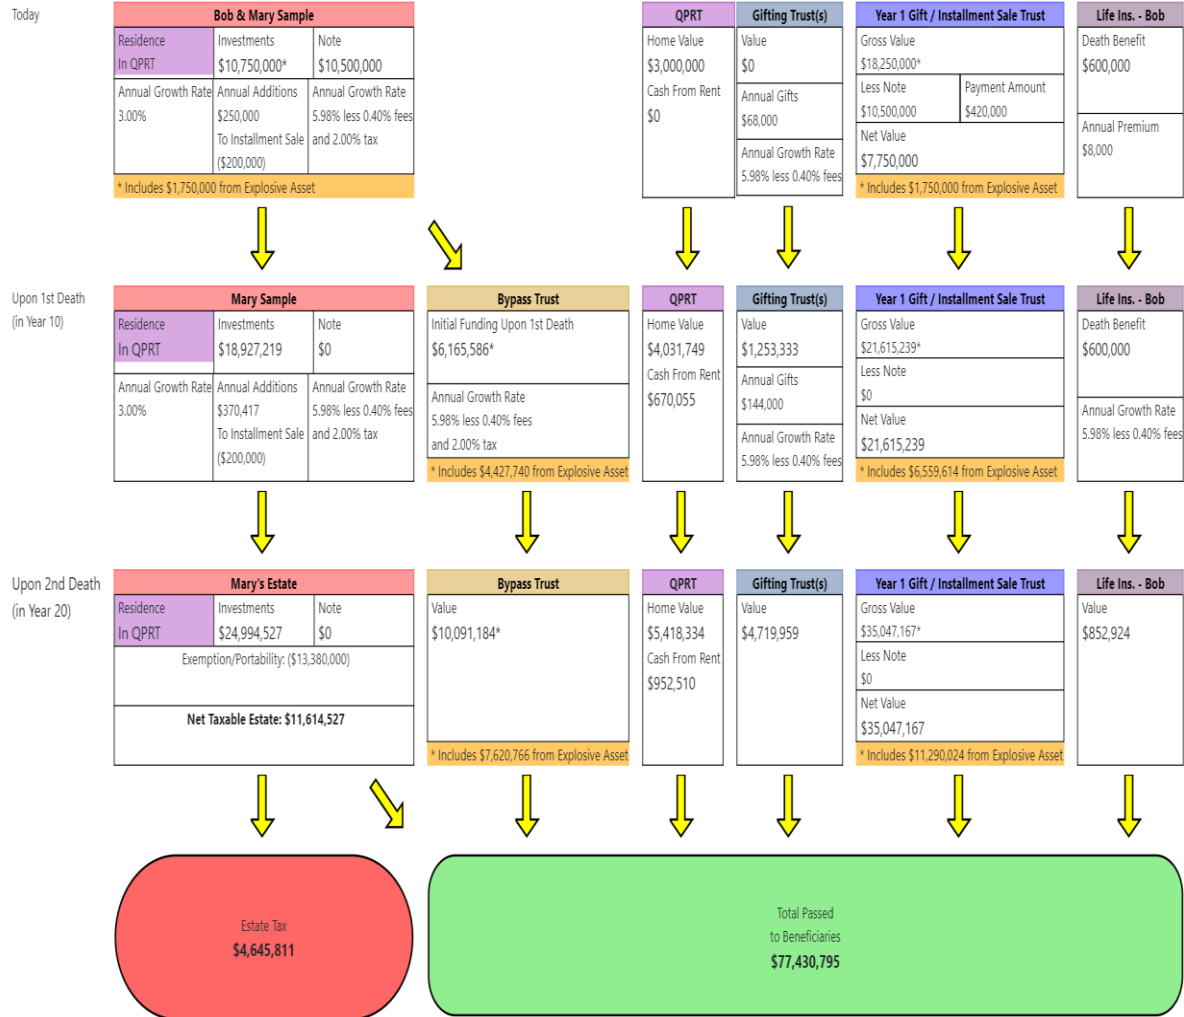 Today
Bob & Mary Sample
Residence
In QPRT
Investments
$10,750,000*
Note
$10,500,000
Annual Growth Rate
3.00%
Annual Additions
$250,000
To Installment Sale
($200,000)
Annual Growth Rate
5.98% less 0.40% fees
and 2.00% tax
* Includes $1,750,000 from Explosive Asset
QPRT
Home Value
$3,000,000
Cash From Rent
$0
Gifting Trust(s)
Value
$0
Annual Gifts
$68,000
Annual Growth Rate
5.98% less 0.40% fees
Year 1 Gift / Installment Sale Trust
Gross Value
$18,250,000*
Less Note
$10,500,000
Payment Amount
$420,000
Net Value
$7,750,000
* Includes $1,750,000 from Explosive Asset
Life Ins. - Bob
Death Benefit
$600,000
Annual Premium
$8,000
Upon 1st Death
(in Year 10)
Mary Sample
Residence
In QPRT
Investments
$18,927,219
Note
$0
Annual Growth Rate
3.00%
Annual Additions
$370,417
To Installment Sale
($200,000)
Annual Growth Rate
5.98% less 0.40% fees
and 2.00% tax
Bypass Trust
Initial Funding Upon 1st Death
$6,165,586*
Annual Growth Rate
5.98% less 0.40% fees
and 2.00% tax
* Includes $4,427,740 from Explosive Asset
QPRT
Home Value
$4,031,749
Cash From Rent
$670,055
Gifting Trust(s)
Value
$1,253,333
Annual Gifts
$144,000
Annual Growth Rate
5.98% less 0.40% fees
Year 1 Gift / Installment Sale Trust
Gross Value
$21,615,239*
Less Note
$0
Net Value
$21,615,239
* Includes $6,559,614 from Explosive Asset
Life Ins. - Bob
Death Benefit
$600,000
Annual Growth Rate
5.98% less 0.40% fees
Upon 2nd Death
(in Year 20)
Mary's Estate
Residence
In QPRT
Investments
$24,994,527
Note
$0
Exemption/Portability: ($13,380,000)
Net Taxable Estate: $11,614,527
Bypass Trust
Value
$10,091,184*
* Includes $7,620,766 from Explosive Asset
QPRT
Home Value
$5,418,334
Cash From Rent
$952,510
Gifting Trust(s)
Value
$4,719,959
Year 1 Gift / Installment Sale Trust
Gross Value
$35,047,167*
Less Note
$0
Net Value
$35,047,167
* Includes $11,290,024 from Explosive Asset
Life Ins. - Bob
Value
$852,924
Estate Tax
$4,645,811
Total Passed
to Beneficiaries
$77,430,795